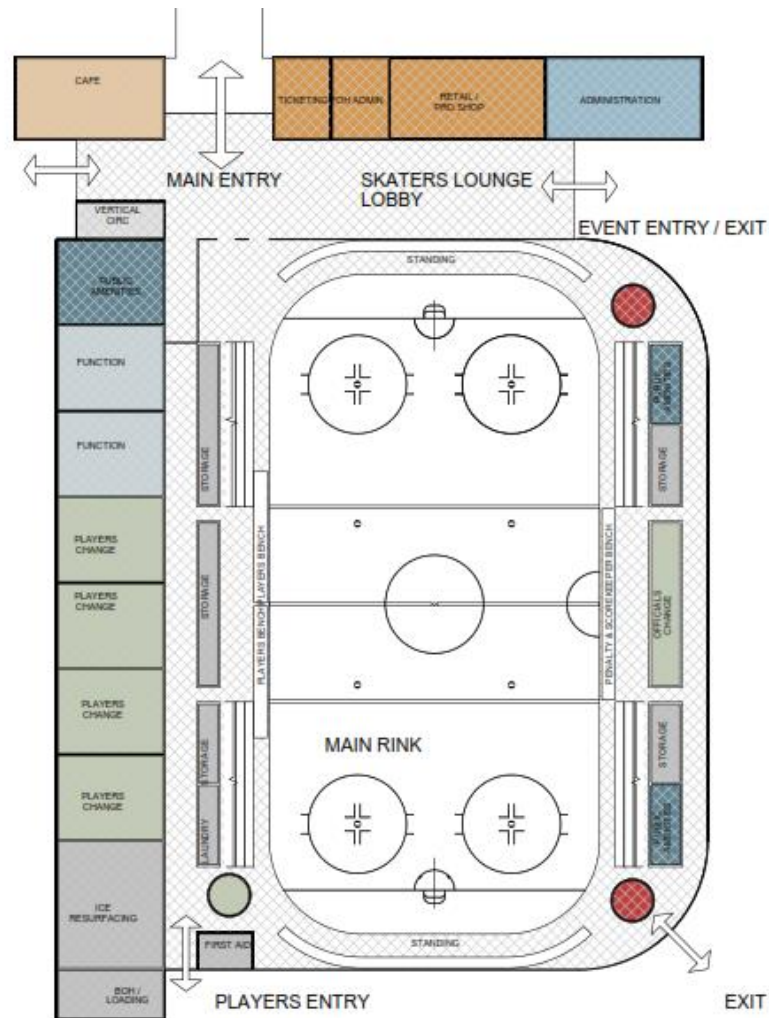 CAFE
TICKETING
FOH ADMIN
RETAIL /
PRO SHOP
ADMINISTRATION
MAIN ENTRY
SKATERS LOUNGE
LOBBY
VERTICAL
CIRC
EVENT ENTRY / EXIT
PUBLIC
AMENITIES
STANDING
FUNCTION
FUNCTION
STORAGE
PUBLIC
AMENITIES
STORAGE
PLAYERS
CHANGE
PLAYERS
CHANGE
STORAGE
PLAYERS BENCH
PLAYERS BENCH
PENALTY & SCOREKEEPER BENCH
OFFICIALS
CHANGE
PLAYERS
CHANGE
PLAYERS
CHANGE
STORAGE
LAUNDRY
MAIN RINK
STORAGE
PUBLIC
AMENITIES
ICE
RESURFACING
FIRST AID
STANDING
BOH /
LOADING
PLAYERS ENTRY
EXIT